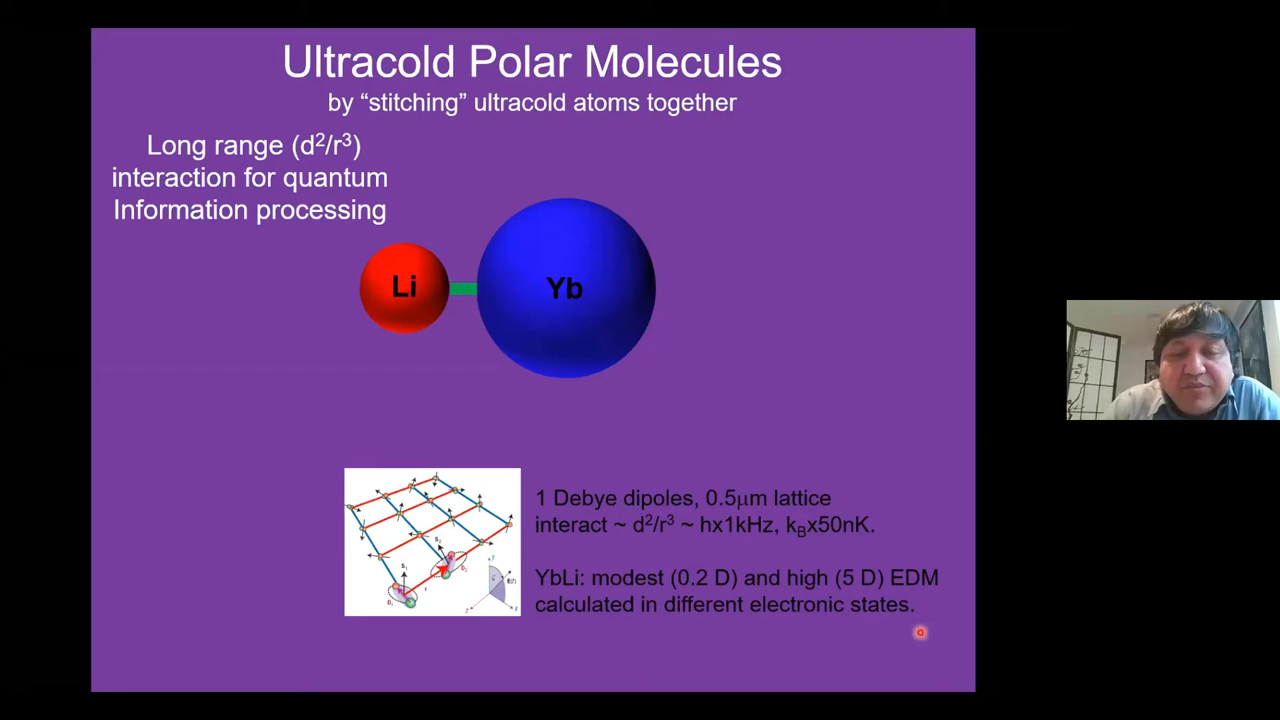 Ultracold Polar Molecules
by “stitching” ultracold atoms together
Long range (d²/r³)
interaction for quantum
Information processing
Li
Yb
1 Debye dipoles, 0.5μm lattice
interact ~ d²/r³ ~ hx1kHz, k_Bx50nK.
YbLi: modest (0.2 D) and high (5 D) EDM
calculated in different electronic states.